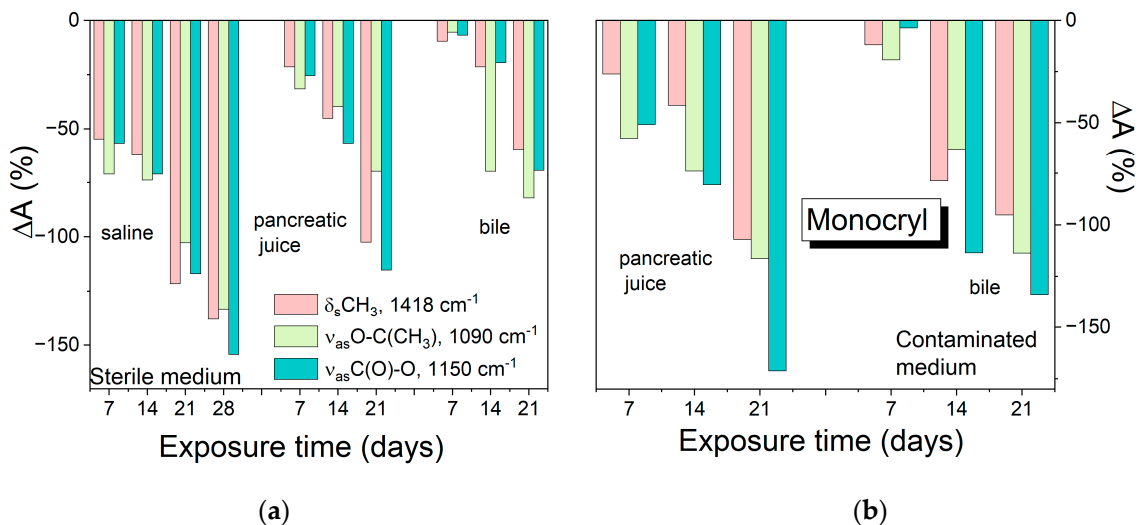 0
−50
−100
−150
ΔA (%)
saline
pancreatic
juice
bile
δsCH3, 1418 cm-1
νasO-C(CH3), 1090 cm-1
νasC(O)-O, 1150 cm-1
Sterile medium
7 14 21 28 7 14 21 7 14 21
Exposure time (days)
(a)
0
−50
−100
−150
ΔA (%)
Monocryl
pancreatic
juice
bile
Contaminated
medium
7 14 21 7 14 21
Exposure time (days)
(b)